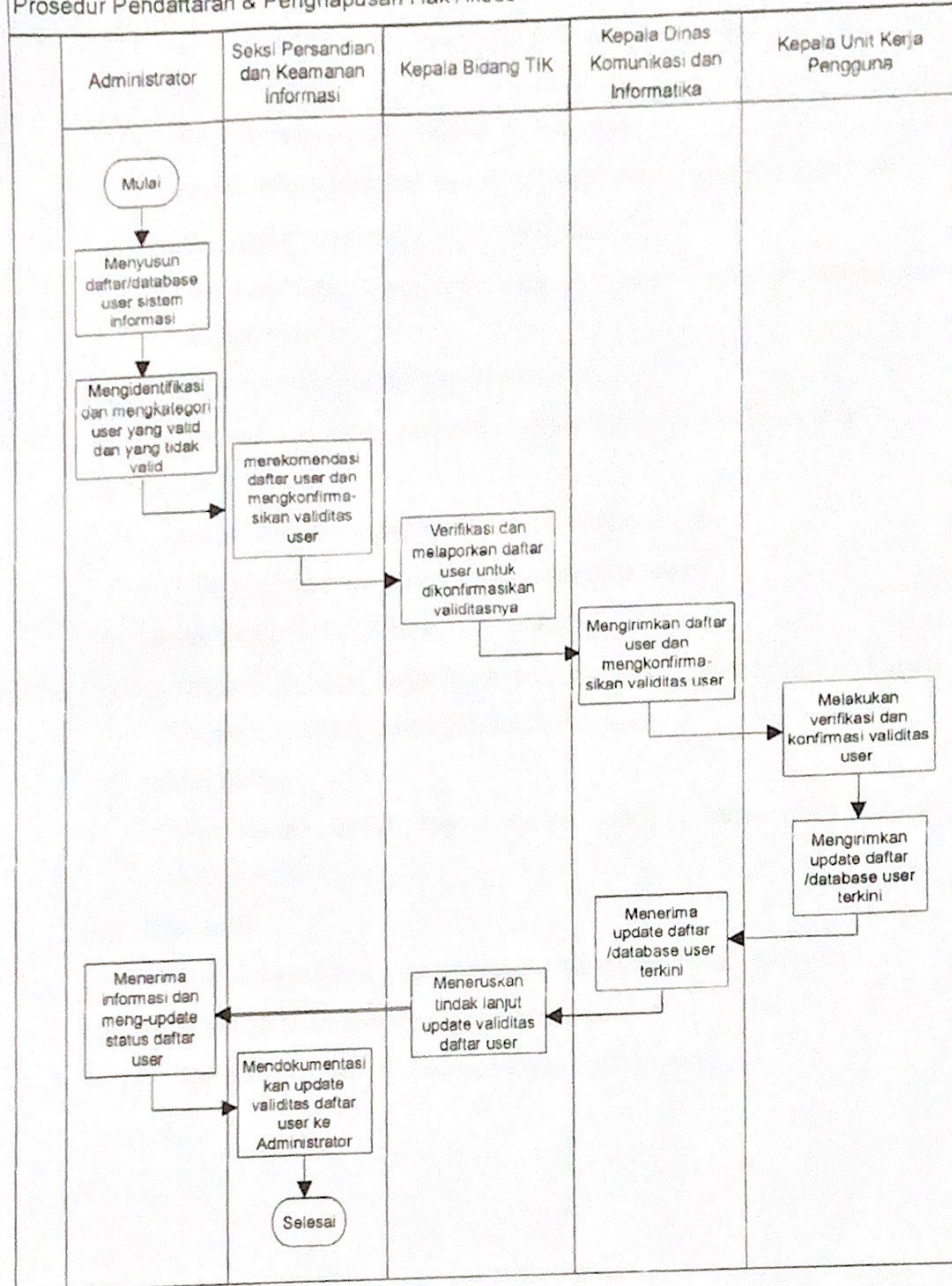 Prosedur Pendaftaran & Penghapusan Hak Akses
Administrator
Seksi Persandian
dan Keamanan
Informasi
Kepala Bidang TIK
Kepala Dinas
Komunikasi dan
Informatika
Kepala Unit Kerja
Pengguna
Mulai
Menyusun
daftar/database
user sistem
informasi
Mengidentifikasi
dan mengkategori
user yang valid
dan yang tidak
valid
merekomendasi
daftar user dan
mengkonfirma-
sikan validitas
user
Verifikasi dan
melaporkan daftar
user untuk
dikonfirmasikan
validitasnya
Mengirimkan daftar
user dan
mengkonfirma-
sikan validitas user
Melakukan
verifikasi dan
konfirmasi validitas
user
Mengirimkan
update daftar
/database user
terkini
Menerima
update daftar
/database user
terkini
Meneruskan
tindak lanjut
update validitas
daftar user
Menerima
informasi dan
meng-update
status daftar
user
Mendokumentasi
kan update
validitas daftar
user ke
Administrator
Selesai